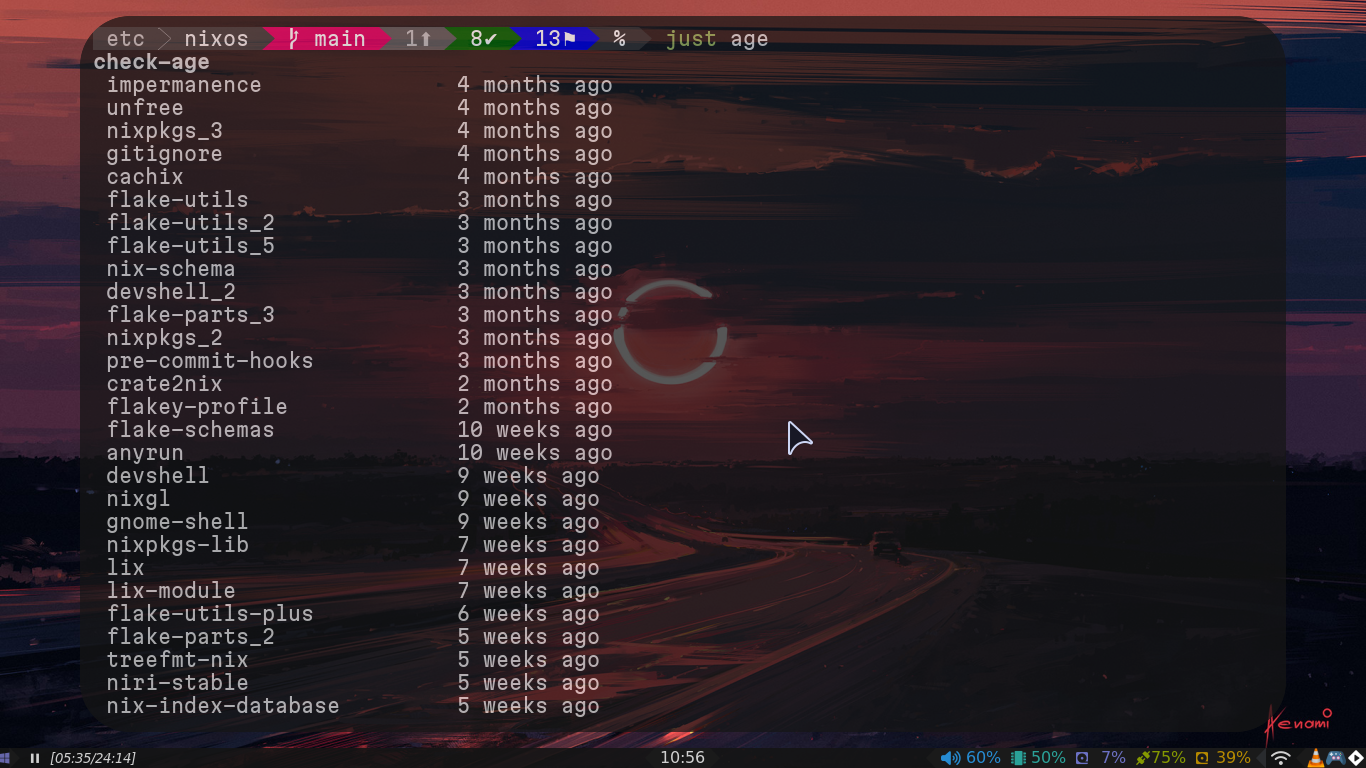 etc nixos main 1⬆ 8✔ 13⚑ % just age
check-age
impermanence 4 months ago
unfree 4 months ago
nixpkgs_3 4 months ago
gitignore 4 months ago
cachix 4 months ago
flake-utils 3 months ago
flake-utils_2 3 months ago
flake-utils_5 3 months ago
nix-schema 3 months ago
devshell_2 3 months ago
flake-parts_3 3 months ago
nixpkgs_2 3 months ago
pre-commit-hooks 3 months ago
crate2nix 2 months ago
flakey-profile 2 months ago
flake-schemas 10 weeks ago
anyrun 10 weeks ago
devshell 9 weeks ago
nixgl 9 weeks ago
gnome-shell 9 weeks ago
nixpkgs-lib 7 weeks ago
lix 7 weeks ago
lix-module 7 weeks ago
flake-utils-plus 6 weeks ago
flake-parts_2 5 weeks ago
treefmt-nix 5 weeks ago
niri-stable 5 weeks ago
nix-index-database 5 weeks ago
Aenami
[05:35/24:14] 10:56 60% 50% 7% 75% 39%